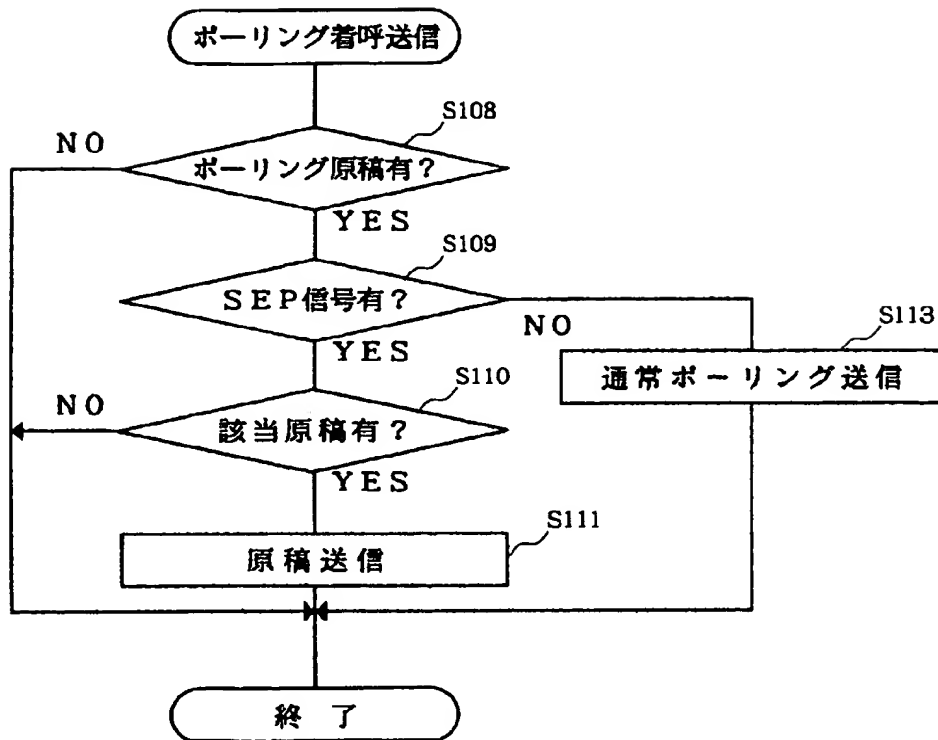 ポーリング着呼送信
S108
NO
ポーリング原稿有?
YES
S109
SEP信号有?
NO
S113
YES
通常ポーリング送信
S110
NO
該当原稿有?
YES
S111
原稿送信
終了